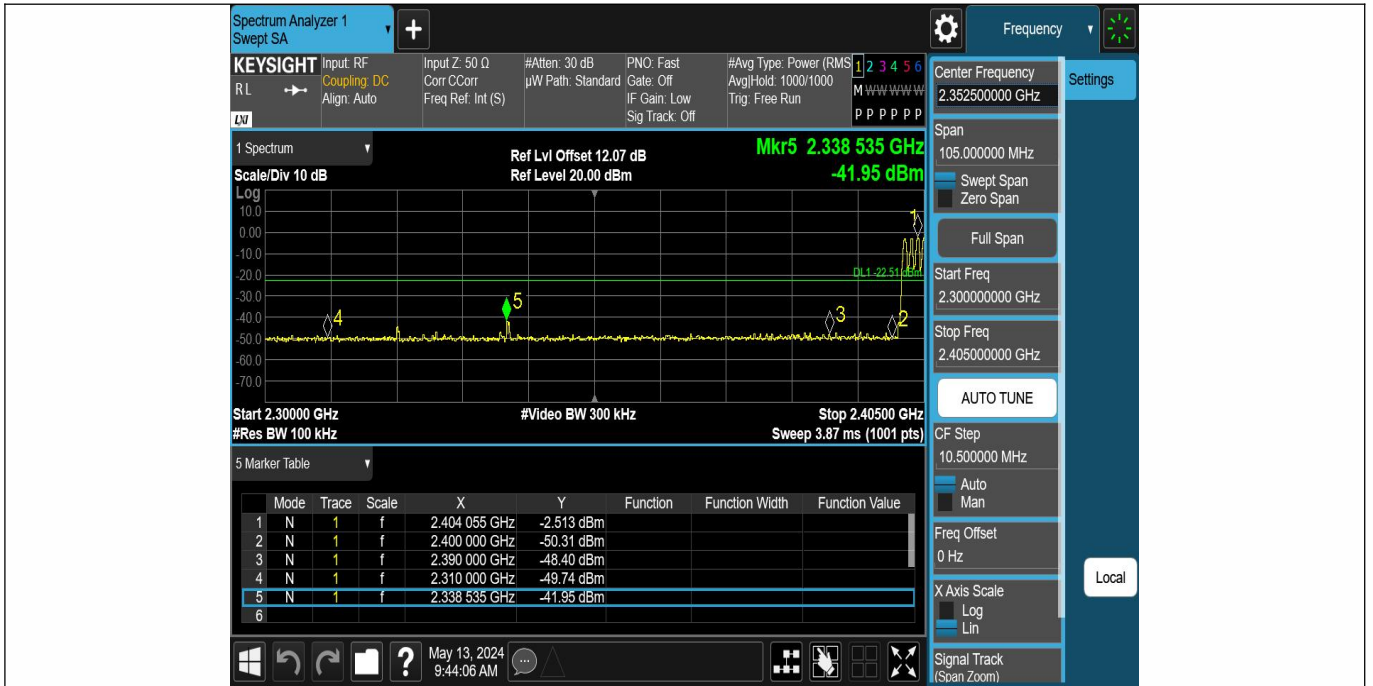 Spectrum Analyzer 1
Swept SA
+
Frequency
KEYSIGHT
RL
LXI
Input: RF
Coupling: DC
Align: Auto
Input Z: 50 Ω
Corr CCorr
Freq Ref: Int (S)
#Atten: 30 dB
µW Path: Standard
PNO: Fast
Gate: Off
IF Gain: Low
Sig Track: Off
#Avg Type: Power (RMS
Avg|Hold: 1000/1000
Trig: Free Run
1 2 3 4 5 6
M W W W W W
P P P P P P
1 Spectrum
Scale/Div 10 dB
Ref Lvl Offset 12.07 dB
Ref Level 20.00 dBm
Mkr5 2.338 535 GHz
-41.95 dBm
Log
10.0
0.00
-10.0
-20.0
-30.0
-40.0
-50.0
-60.0
-70.0
1
DL1 -22.51 dBm
5
4
3
2
Start 2.30000 GHz
#Video BW 300 kHz
Stop 2.40500 GHz
#Res BW 100 kHz
Sweep 3.87 ms (1001 pts)
5 Marker Table
Mode Trace Scale X Y Function Function Width Function Value
1 N 1 f 2.404 055 GHz -2.513 dBm
2 N 1 f 2.400 000 GHz -50.31 dBm
3 N 1 f 2.390 000 GHz -48.40 dBm
4 N 1 f 2.310 000 GHz -49.74 dBm
5 N 1 f 2.338 535 GHz -41.95 dBm
6
?
May 13, 2024
9:44:06 AM
Center Frequency
2.352500000 GHz
Settings
Span
105.000000 MHz
Swept Span
Zero Span
Full Span
Start Freq
2.300000000 GHz
Stop Freq
2.405000000 GHz
AUTO TUNE
CF Step
10.500000 MHz
Auto
Man
Freq Offset
0 Hz
Local
X Axis Scale
Log
Lin
Signal Track
(Span Zoom)